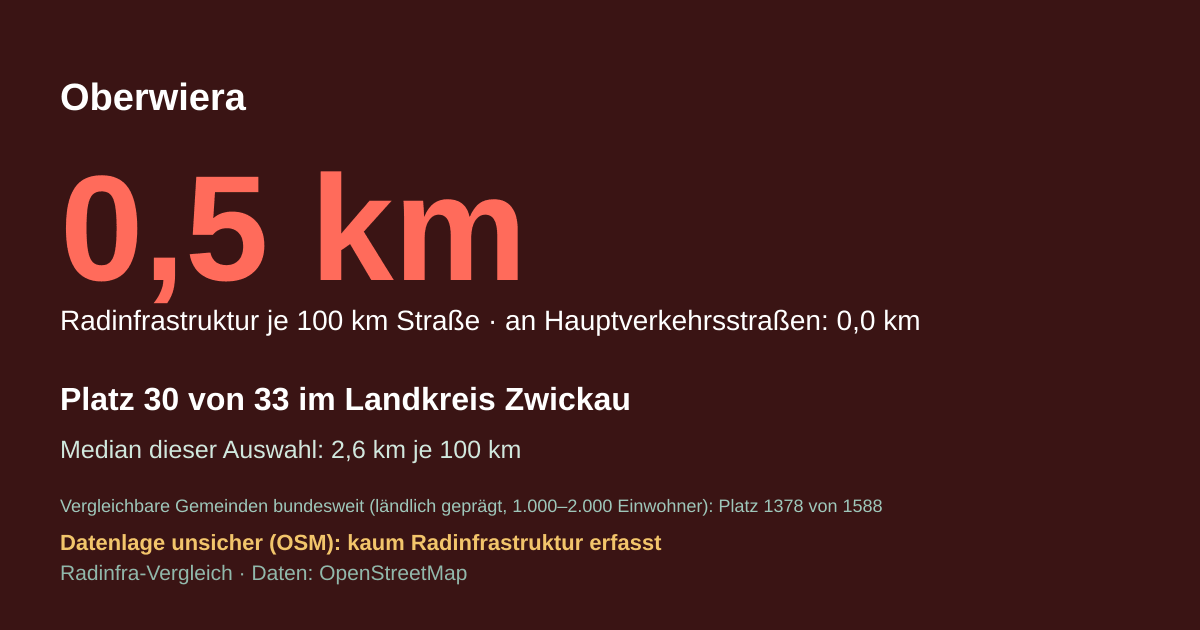 Oberwiera
0,5 km
Radinfrastruktur je 100 km Straße · an Hauptverkehrsstraßen: 0,0 km
Platz 30 von 33 im Landkreis Zwickau
Median dieser Auswahl: 2,6 km je 100 km
Vergleichbare Gemeinden bundesweit (ländlich geprägt, 1.000–2.000 Einwohner): Platz 1378 von 1588
Datenlage unsicher (OSM): kaum Radinfrastruktur erfasst
Radinfra-Vergleich · Daten: OpenStreetMap